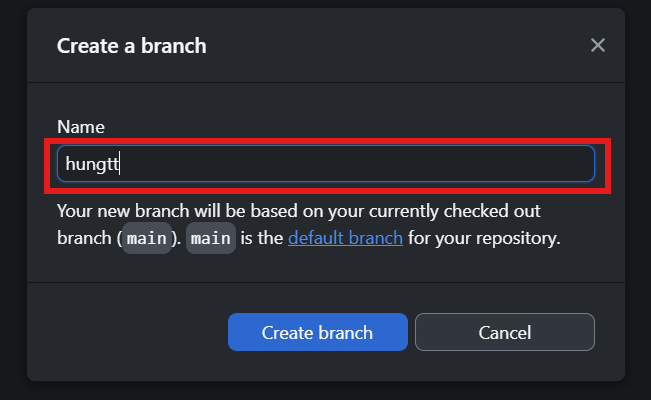 Create a branch
Name
hungtt
Your new branch will be based on your currently checked out
branch (main). main is the default branch for your repository.
Create branch
Cancel